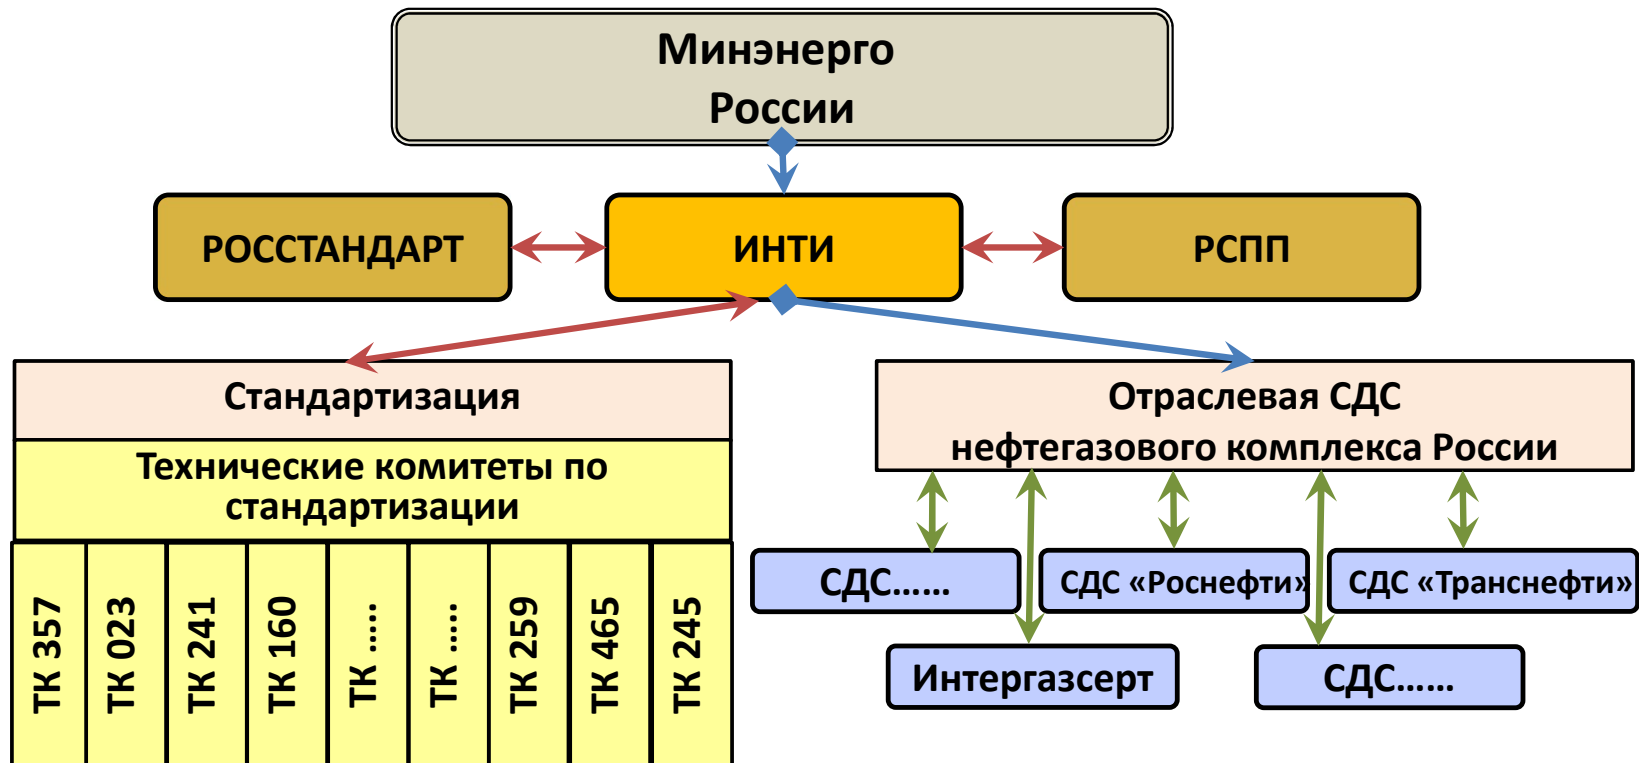 Минэнерго
России
РОССТАНДАРТ
ИНТИ
РСПП
Стандартизация
Технические комитеты по
стандартизации
ТК 357
ТК 023
ТК 241
ТК 160
ТК .....
ТК .....
ТК 259
ТК 465
ТК 245
Отраслевая СДС
нефтегазового комплекса России
СДС......
СДС «Роснефти»
СДС «Транснефти»
Интергазсерт
СДС......